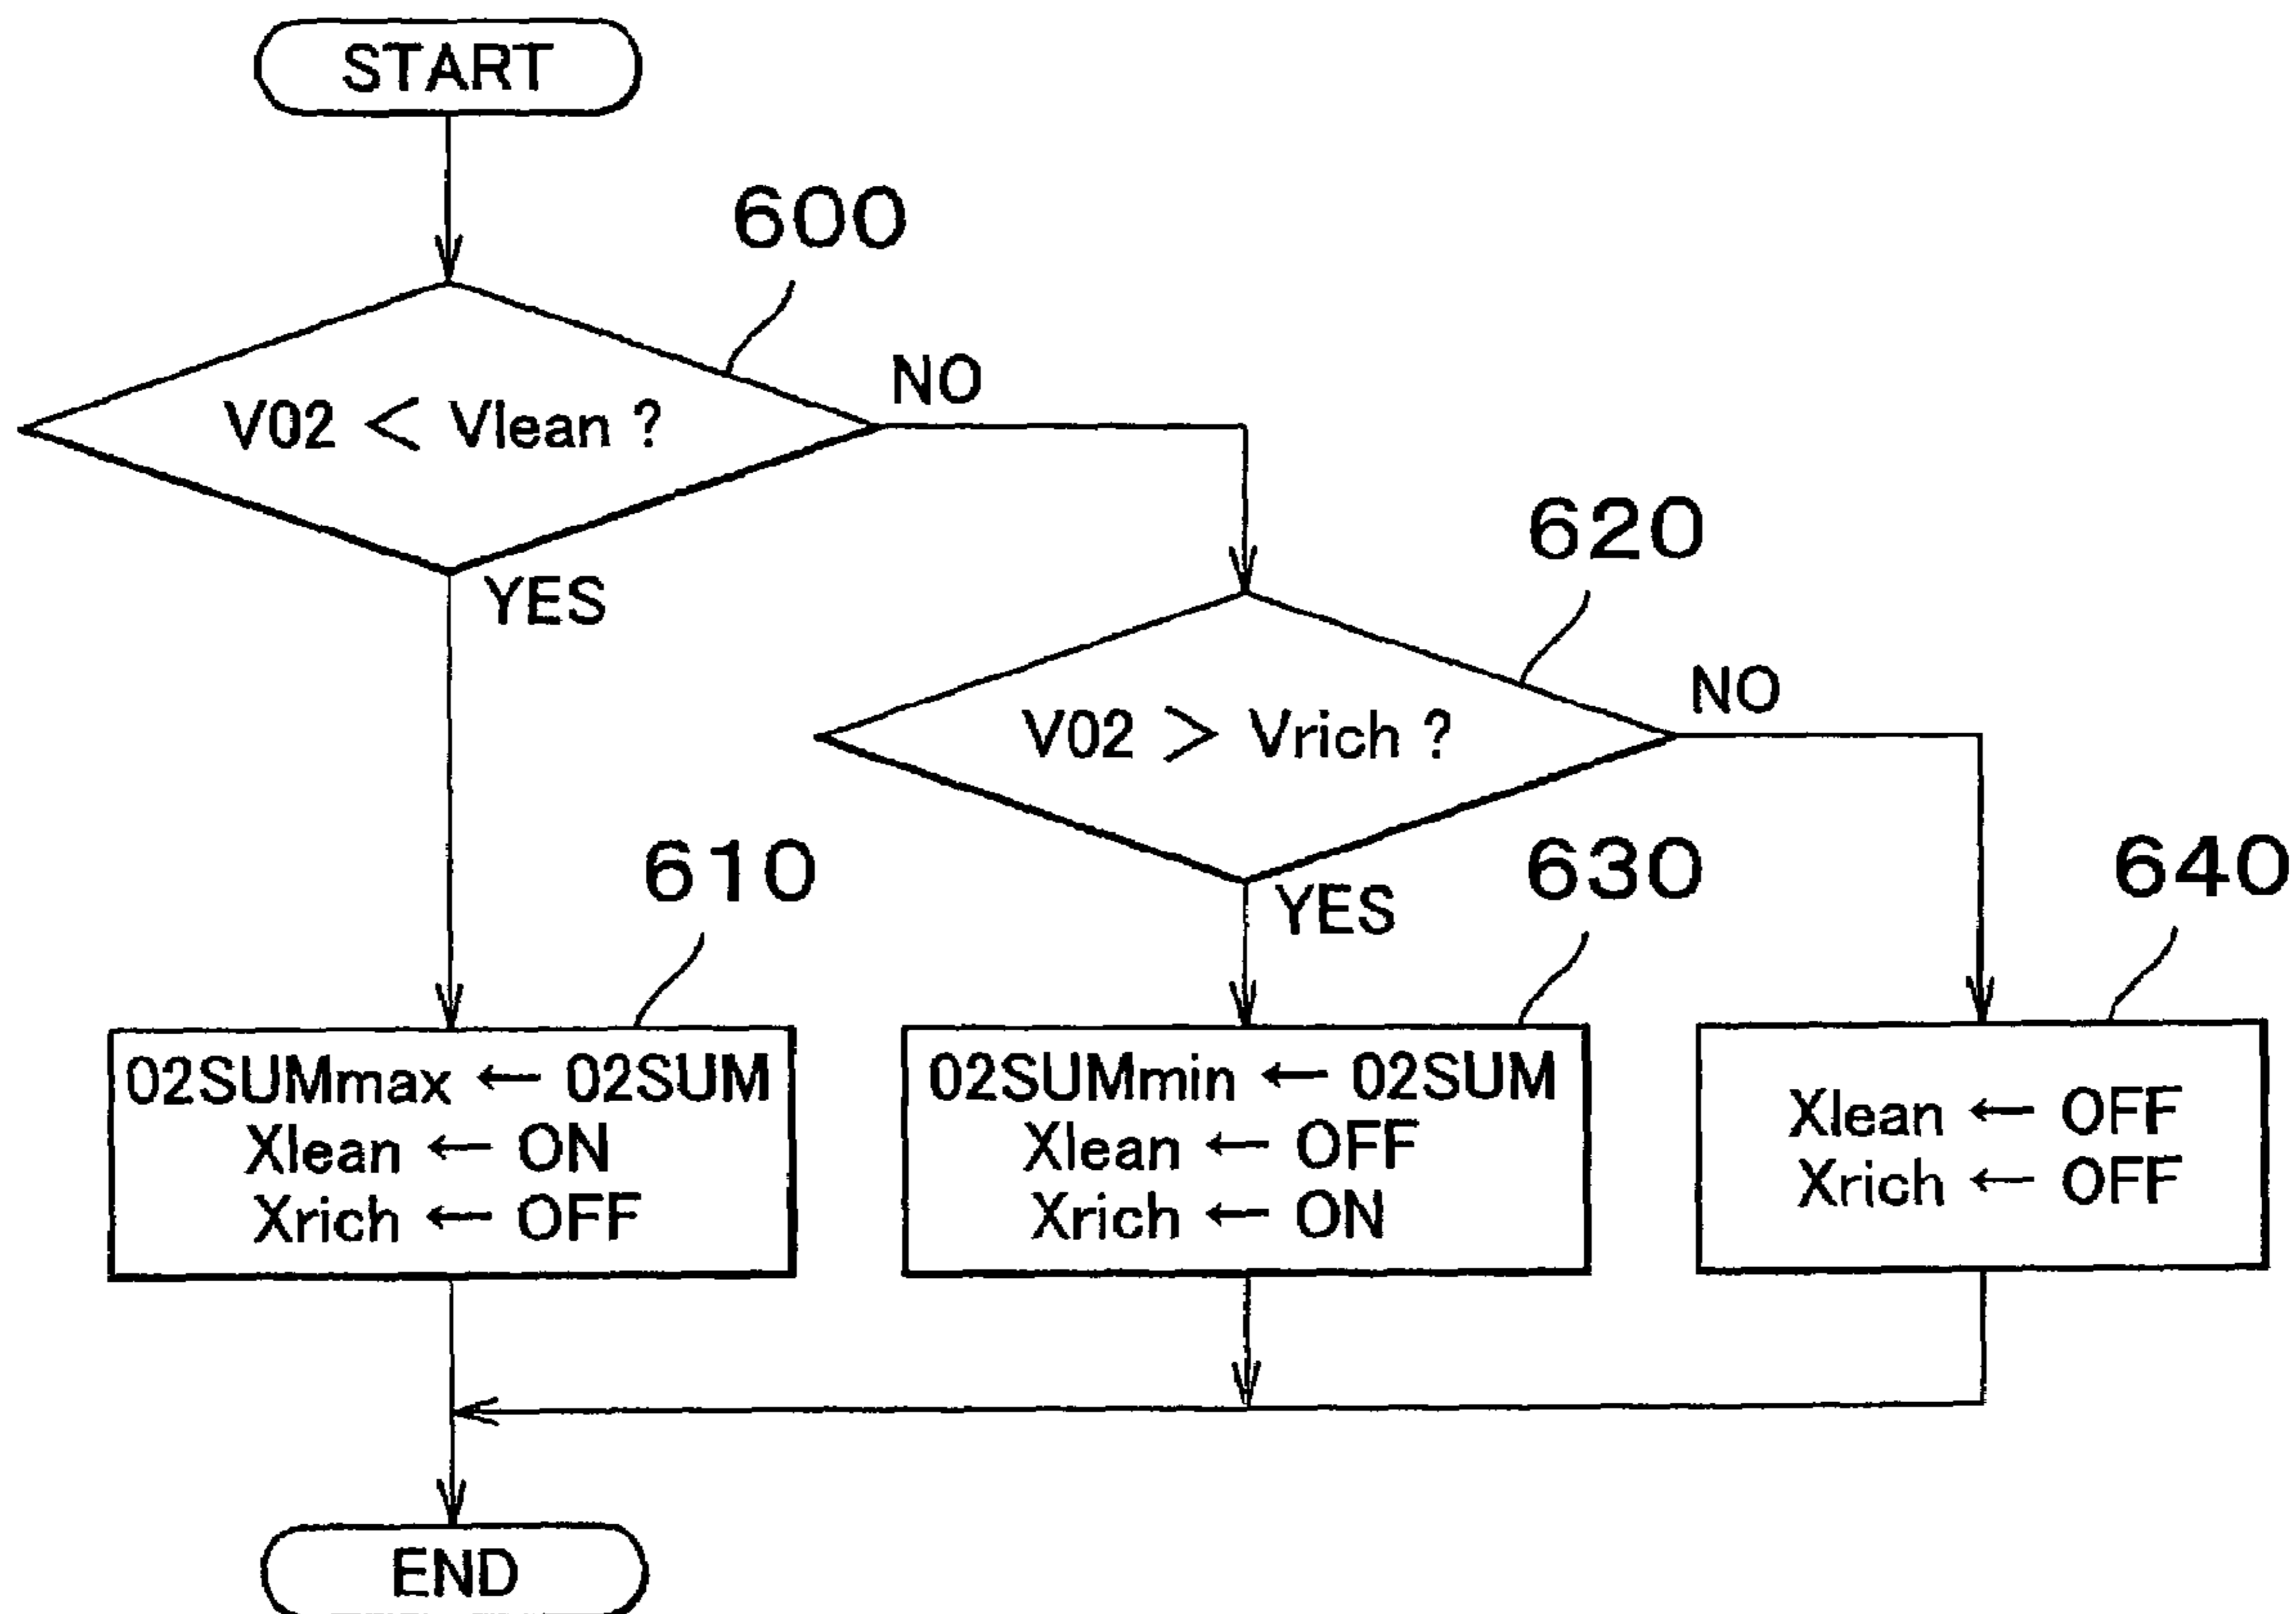 START
600
V02 < Vlean ?
NO
YES
620
V02 > Vrich ?
NO
YES
610
02SUMmax ← 02SUM
Xlean ← ON
Xrich ← OFF
630
02SUMmin ← 02SUM
Xlean ← OFF
Xrich ← ON
640
Xlean ← OFF
Xrich ← OFF
END